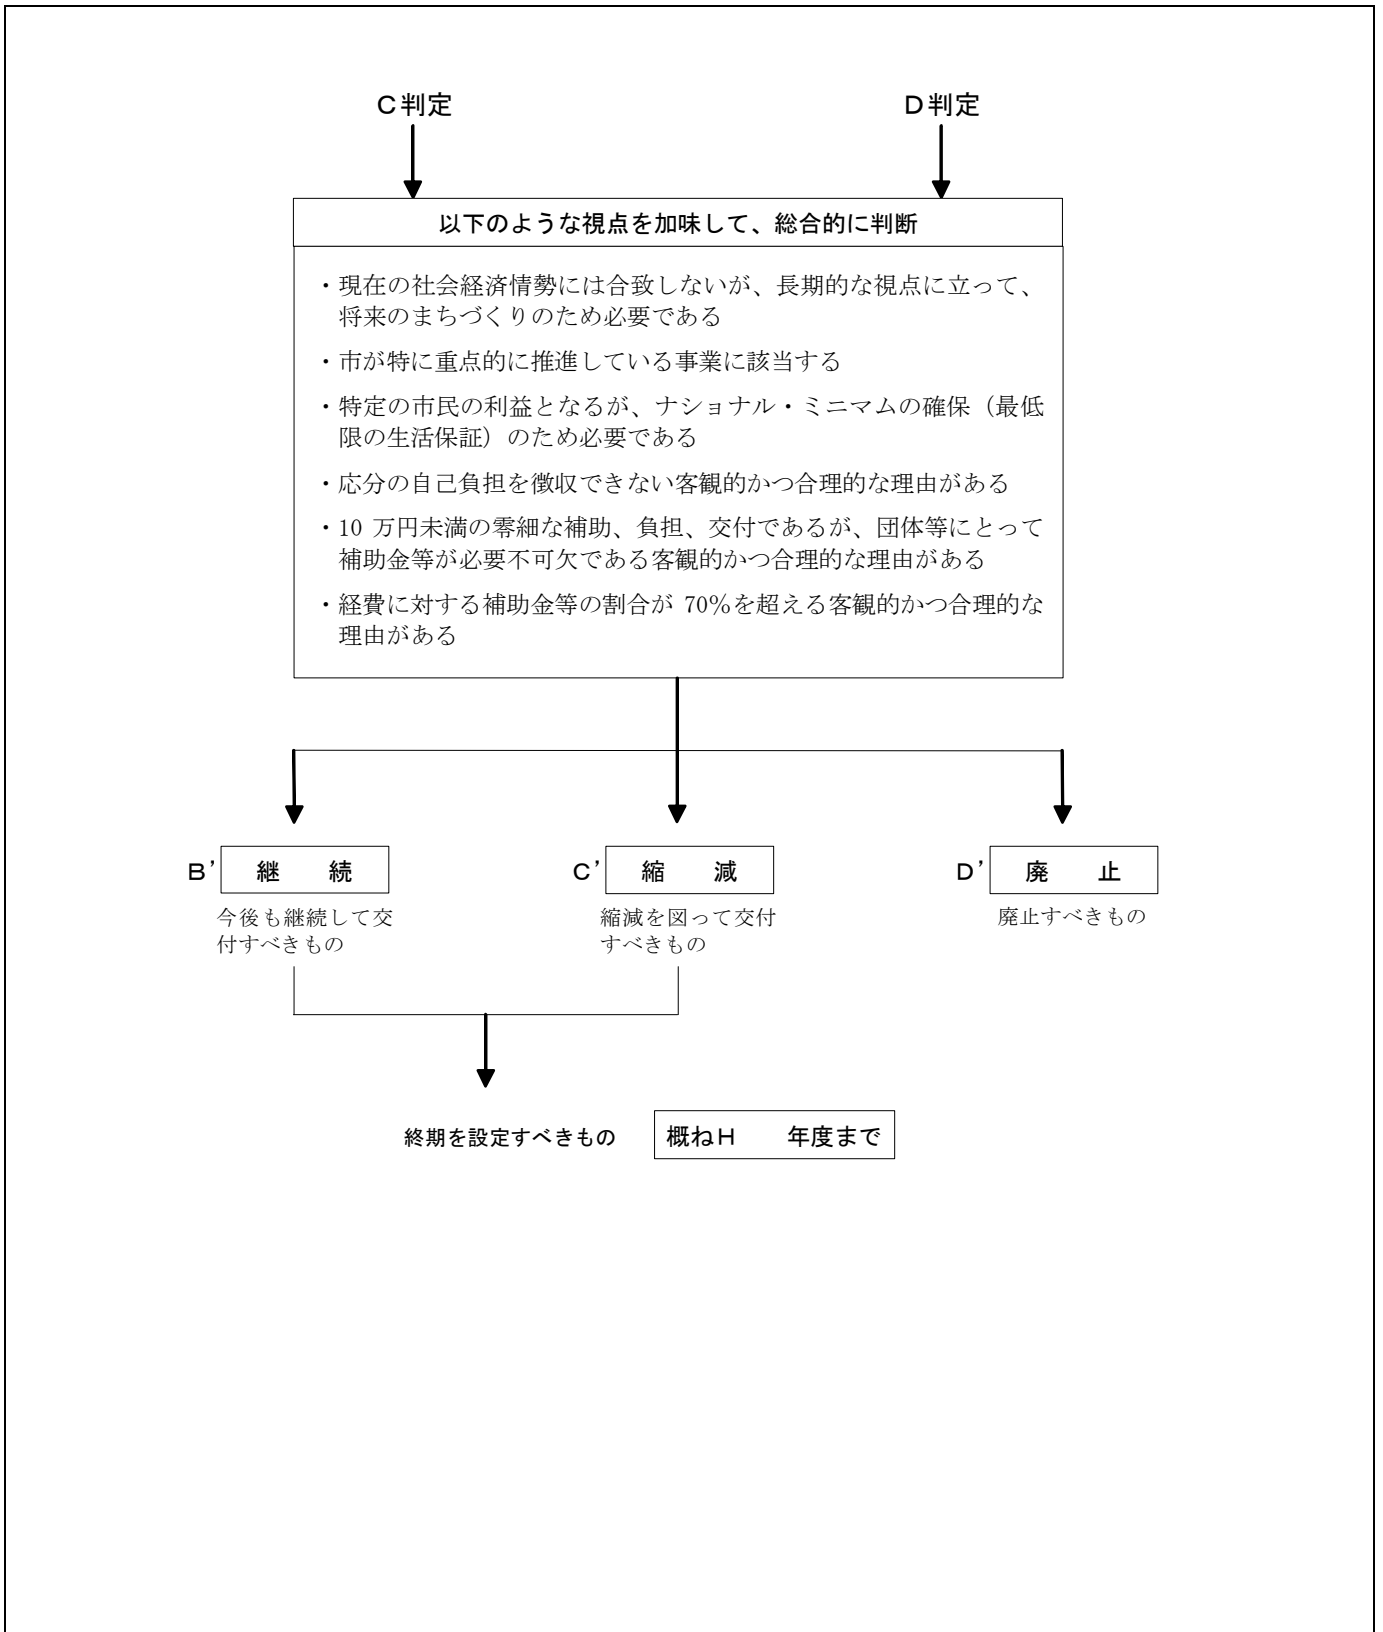 C判定
D判定
以下のような視点を加味して、総合的に判断
・現在の社会経済情勢には合致しないが、長期的な視点に立って、
将来のまちづくりのため必要である
・市が特に重点的に推進している事業に該当する
・特定の市民の利益となるが、ナショナル・ミニマムの確保（最低
限の生活保証）のため必要である
・応分の自己負担を徴収できない客観的かつ合理的な理由がある
・10 万円未満の零細な補助、負担、交付であるが、団体等にとって
補助金等が必要不可欠である客観的かつ合理的な理由がある
・経費に対する補助金等の割合が 70％を超える客観的かつ合理的な
理由がある
B’ 継　続
C’ 縮　減
D’ 廃　止
今後も継続して交
付すべきもの
縮減を図って交付
すべきもの
廃止すべきもの
終期を設定すべきもの 概ねH　　年度まで